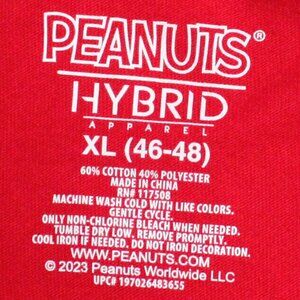 PEANUTS®
HYBRID
APPAREL
XL (46-48)
60% COTTON 40% POLYESTER
MADE IN CHINA
RN# 117508
MACHINE WASH COLD WITH LIKE COLORS.
GENTLE CYCLE.
ONLY NON-CHLORINE BLEACH WHEN NEEDED.
TUMBLE DRY LOW. REMOVE PROMPTLY.
COOL IRON IF NEEDED. DO NOT IRON DECORATION.
WWW.PEANUTS.COM
© 2023 Peanuts Worldwide LLC
UPC# 197026483655